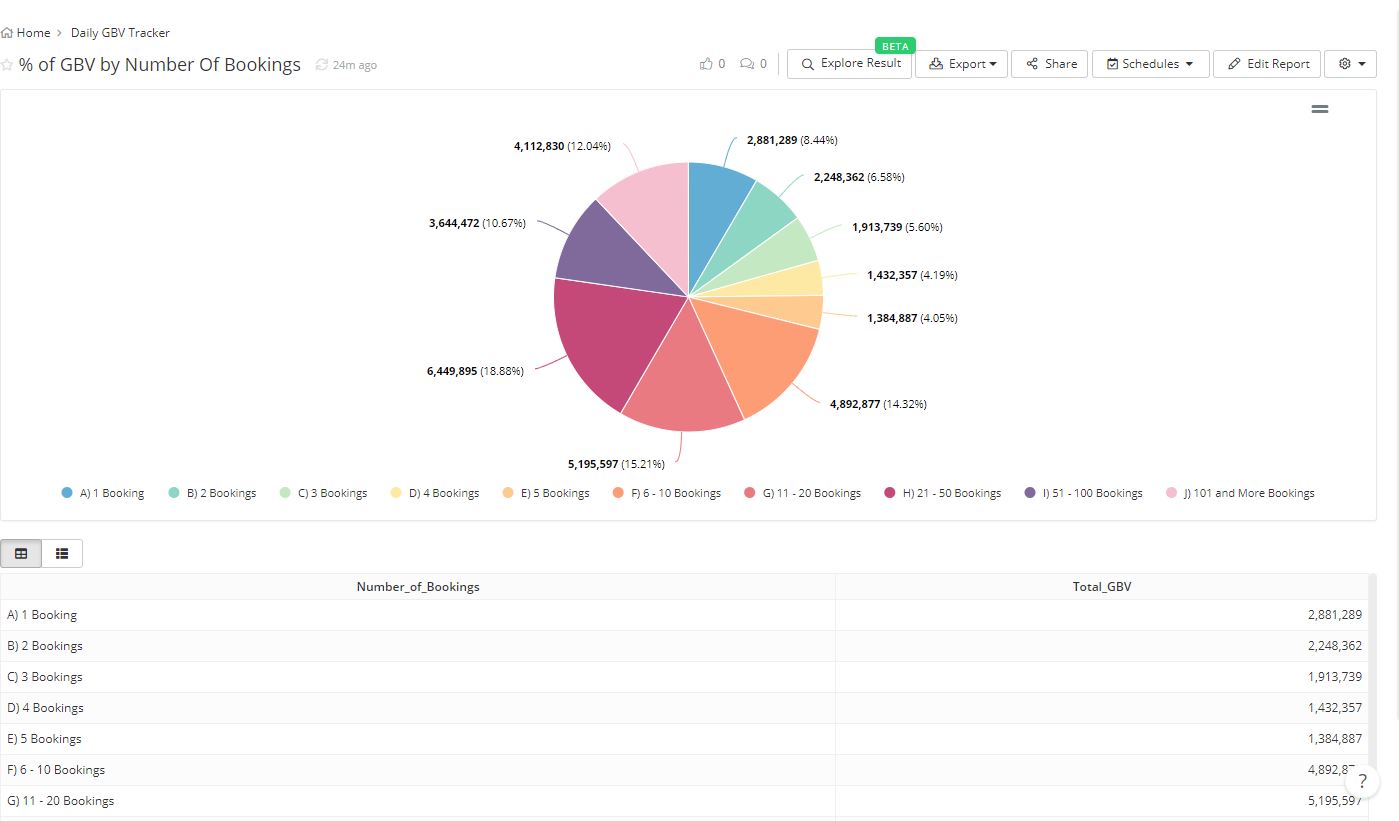 Home > Daily GBV Tracker
BETA
% of GBV by Number Of Bookings 24m ago 0 0 Explore Result Export Share Schedules Edit Report
4,112,830 (12.04%)
2,881,289 (8.44%)
2,248,362 (6.58%)
3,644,472 (10.67%)
1,913,739 (5.60%)
1,432,357 (4.19%)
1,384,887 (4.05%)
6,449,895 (18.88%)
4,892,877 (14.32%)
5,195,597 (15.21%)
A) 1 Booking B) 2 Bookings C) 3 Bookings D) 4 Bookings E) 5 Bookings F) 6 - 10 Bookings G) 11 - 20 Bookings H) 21 - 50 Bookings I) 51 - 100 Bookings J) 101 and More Bookings
Number_of_Bookings Total_GBV
A) 1 Booking 2,881,289
B) 2 Bookings 2,248,362
C) 3 Bookings 1,913,739
D) 4 Bookings 1,432,357
E) 5 Bookings 1,384,887
F) 6 - 10 Bookings 4,892,8
?
G) 11 - 20 Bookings 5,195,597